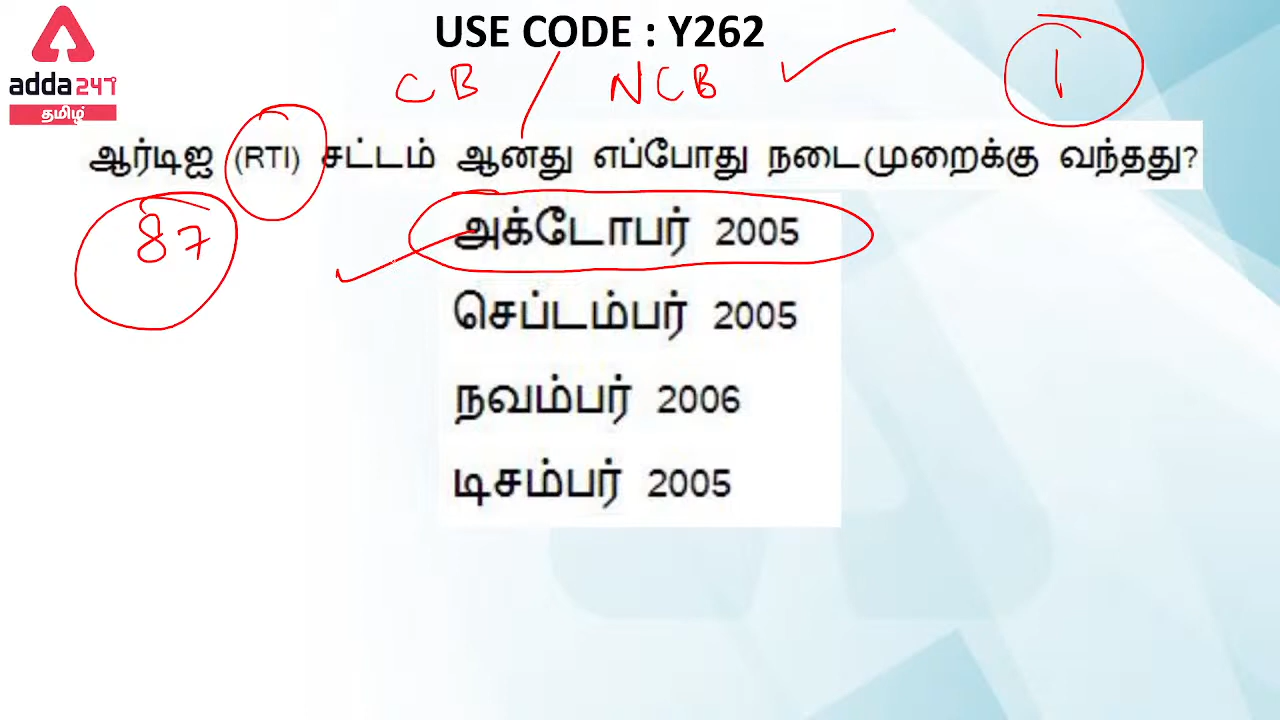 USE CODE : Y262
adda247
தமிழ்
CB NCB
1
ஆர்டிஐ (RTI) சட்டம் ஆனது எப்போது நடைமுறைக்கு வந்தது?
87
அக்டோபர் 2005
செப்டம்பர் 2005
நவம்பர் 2006
டிசம்பர் 2005